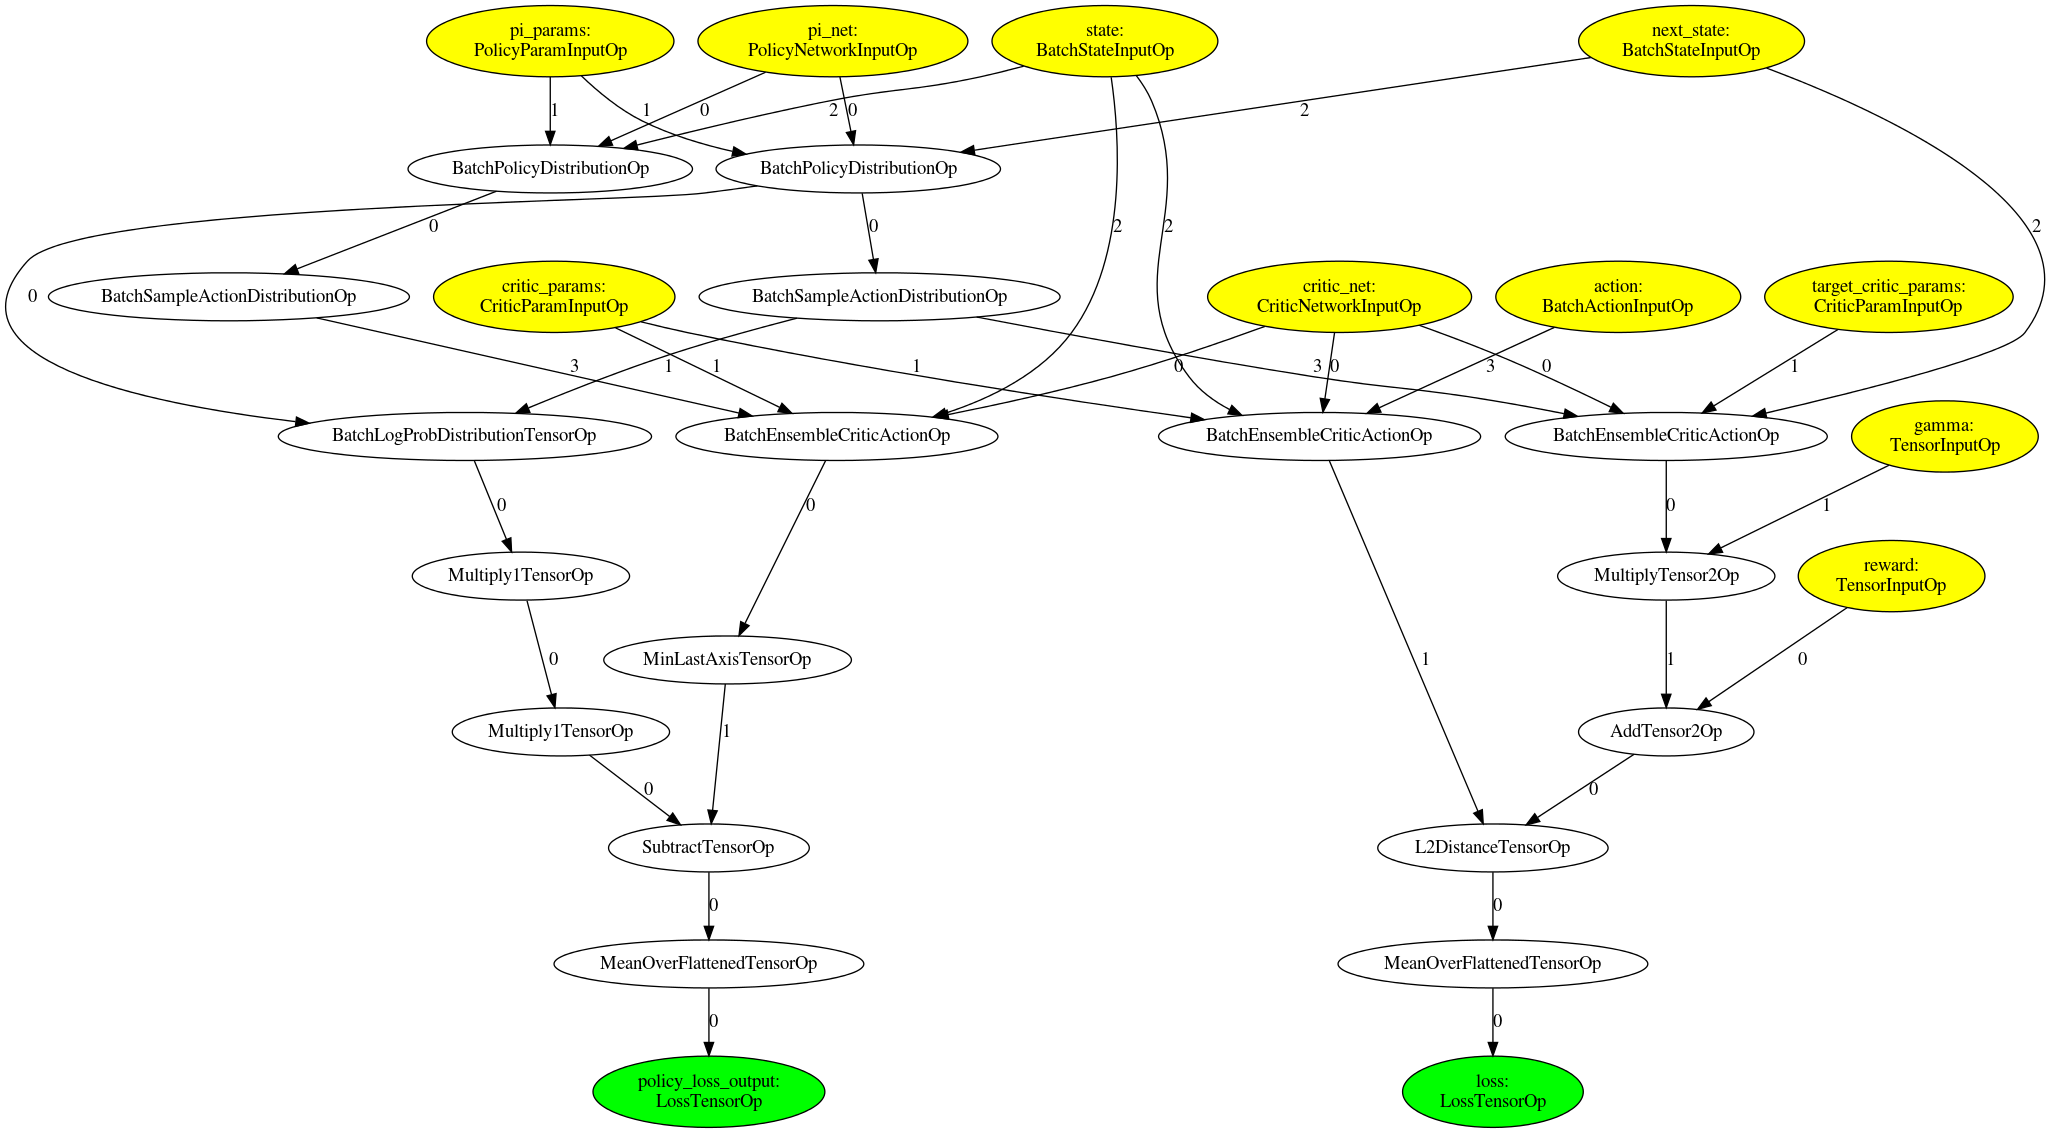 pi_params:
PolicyParamInputOp
pi_net:
PolicyNetworkInputOp
state:
BatchStateInputOp
next_state:
BatchStateInputOp
1
1
0
2
0
2
BatchPolicyDistributionOp
BatchPolicyDistributionOp
0
0
2
2
2
0
BatchSampleActionDistributionOp
critic_params:
CriticParamInputOp
BatchSampleActionDistributionOp
critic_net:
CriticNetworkInputOp
action:
BatchActionInputOp
target_critic_params:
CriticParamInputOp
3
1
1
1
0
3
0
3
0
1
BatchLogProbDistributionTensorOp
BatchEnsembleCriticActionOp
BatchEnsembleCriticActionOp
BatchEnsembleCriticActionOp
gamma:
TensorInputOp
0
0
0
1
Multiply1TensorOp
MultiplyTensor2Op
reward:
TensorInputOp
0
MinLastAxisTensorOp
1
1
0
Multiply1TensorOp
1
AddTensor2Op
0
0
SubtractTensorOp
L2DistanceTensorOp
0
0
MeanOverFlattenedTensorOp
MeanOverFlattenedTensorOp
0
0
policy_loss_output:
LossTensorOp
loss:
LossTensorOp